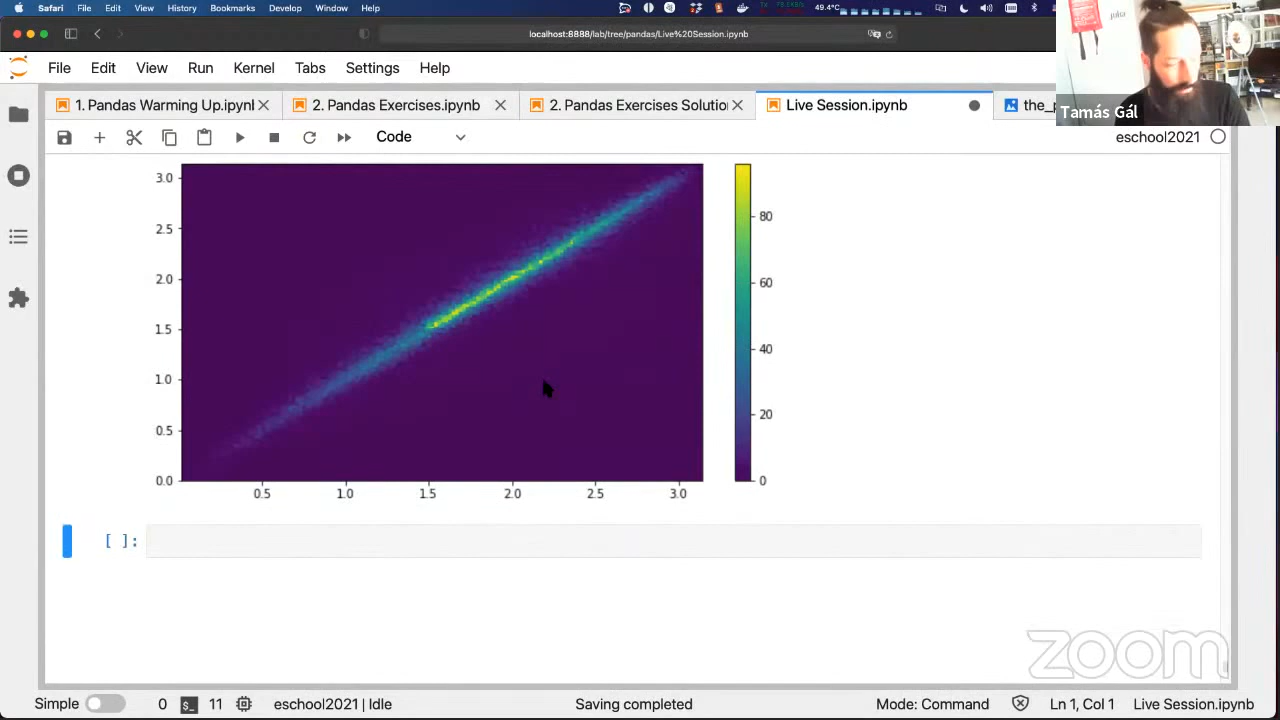 Safari File Edit View History Bookmarks Develop Window Help
49.4°C
localhost:8888/lab/tree/pandas/Live%20Session.ipynb
File Edit View Run Kernel Tabs Settings Help
Tamás Gál
1. Pandas Warming Up.ipynl
2. Pandas Exercises.ipynb
2. Pandas Exercises Solutio
Live Session.ipynb
the_p
Code
eschool2021
3.0
2.5
2.0
1.5
1.0
0.5
0.0
0.5 1.0 1.5 2.0 2.5 3.0
80
60
40
20
0
[ ]:
zoom
Simple 0 11 eschool2021 | Idle Saving completed Mode: Command Ln 1, Col 1 Live Session.ipynb